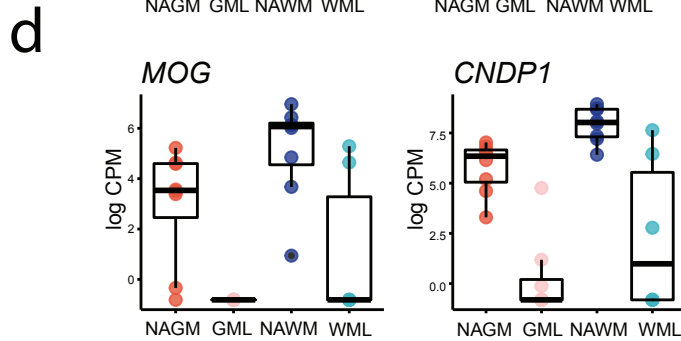 NAGM GML NAWM WML
NAGM GML NAWM WML
d
MOG
log CPM
6
4
2
0
NAGM GML NAWM WML
CNDP1
log CPM
7.5
5.0
2.5
0.0
NAGM GML NAWM WML